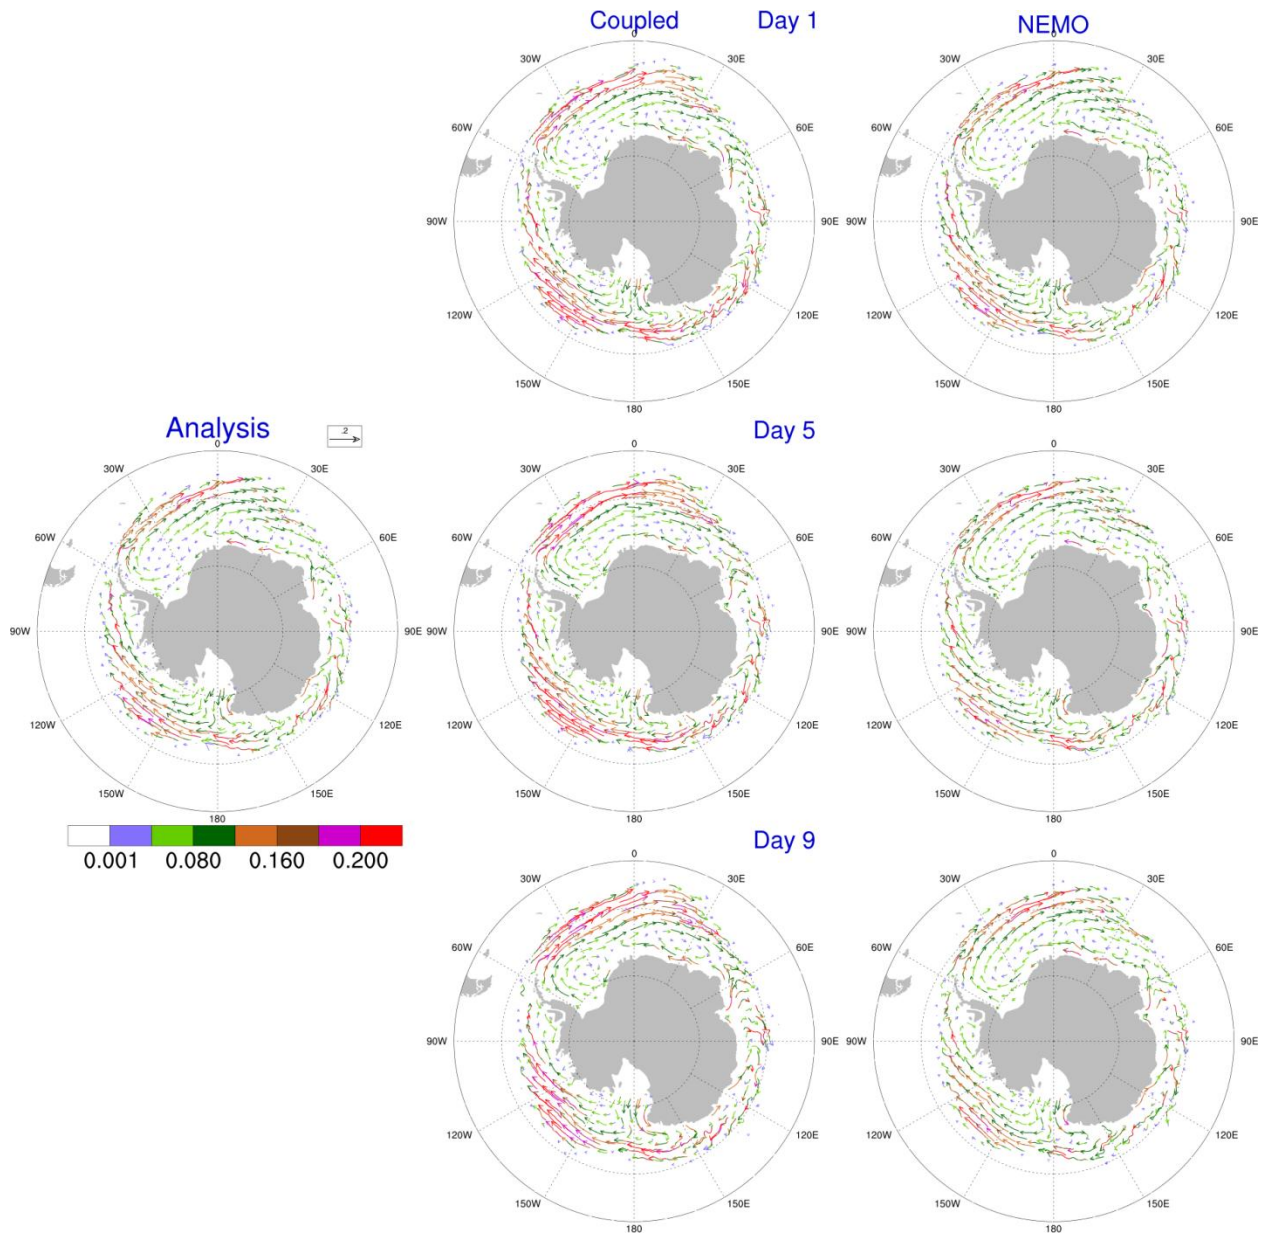 Coupled Day 1 NEMO
0 0
30W 30E 30W 30E
60W 60E 60W 60E
90W 90E 90W 90E
120W 120E 120W 120E
150W 150E 150W 150E
180 180
Analysis .2 Day 5
0 0 0
30W 30E 30W 30E 30W 30E
60W 60E 60W 60E 60W 60E
90W 90E 90W 90E 90W 90E
120W 120E 120W 120E 120W 120E
150W 150E 150W 150E 150W 150E
180 180 180
0.001 0.080 0.160 0.200
Day 9
0 0
30W 30E 30W 30E
60W 60E 60W 60E
90W 90E 90W 90E
120W 120E 120W 120E
150W 150E 150W 150E
180 180